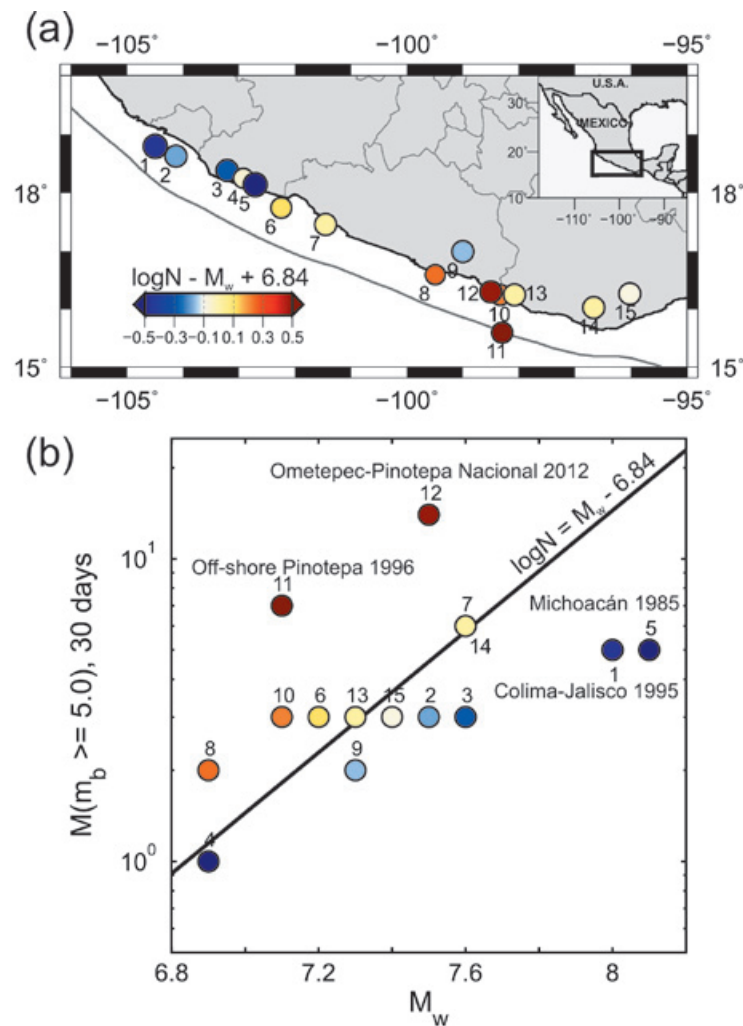 (a)
−105° −100° −95°
U.S.A.
30°
MEXICO
20°
10°
−110° −100° −90°
18° 18°
15° 15°
1 2 3 4 5 6 7 8 9 12 10 13 11 14 15
logN - Mw + 6.84
−0.5 −0.3 −0.1 0.1 0.3 0.5
−105° −100° −95°
(b)
Ometepec-Pinotepa Nacional 2012
12
logN = Mw - 6.84
Off-shore Pinotepa 1996
11
7
14
Michoacán 1985
5
1
Colima-Jalisco 1995
10 6 13 15 2 3
8
9
4
10¹
10⁰
M(mb >= 5.0), 30 days
6.8 7.2 7.6 8
Mw